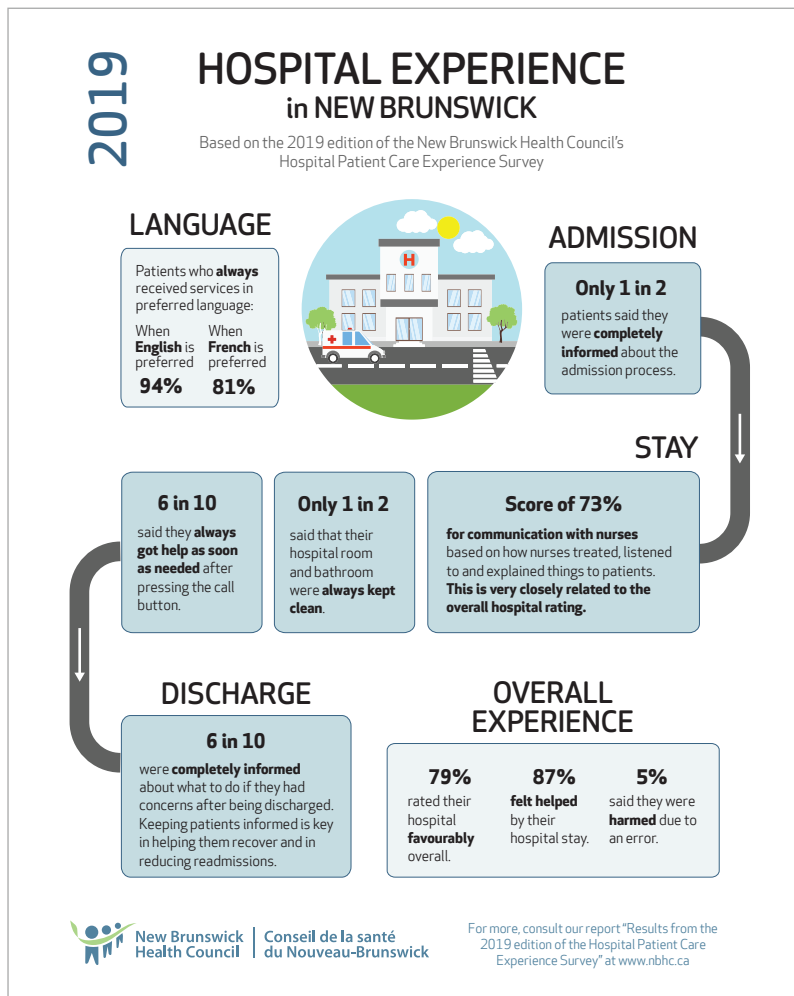 2019
HOSPITAL EXPERIENCE
in NEW BRUNSWICK
Based on the 2019 edition of the New Brunswick Health Council's
Hospital Patient Care Experience Survey
LANGUAGE
Patients who always
received services in
preferred language:
When
English is
preferred
94%
When
French is
preferred
81%
H
ADMISSION
Only 1 in 2
patients said they
were completely
informed about the
admission process.
STAY
Score of 73%
for communication with nurses
based on how nurses treated, listened
to and explained things to patients.
This is very closely related to the
overall hospital rating.
Only 1 in 2
said that their
hospital room
and bathroom
were always kept
clean.
6 in 10
said they always
got help as soon
as needed after
pressing the call
button.
DISCHARGE
6 in 10
were completely informed
about what to do if they had
concerns after being discharged.
Keeping patients informed is key
in helping them recover and in
reducing readmissions.
OVERALL
EXPERIENCE
79%
rated their
hospital
favourably
overall.
87%
felt helped
by their
hospital stay.
5%
said they were
harmed due to
an error.
New Brunswick
Health Council
Conseil de la santé
du Nouveau-Brunswick
For more, consult our report "Results from the
2019 edition of the Hospital Patient Care
Experience Survey" at www.nbhc.ca